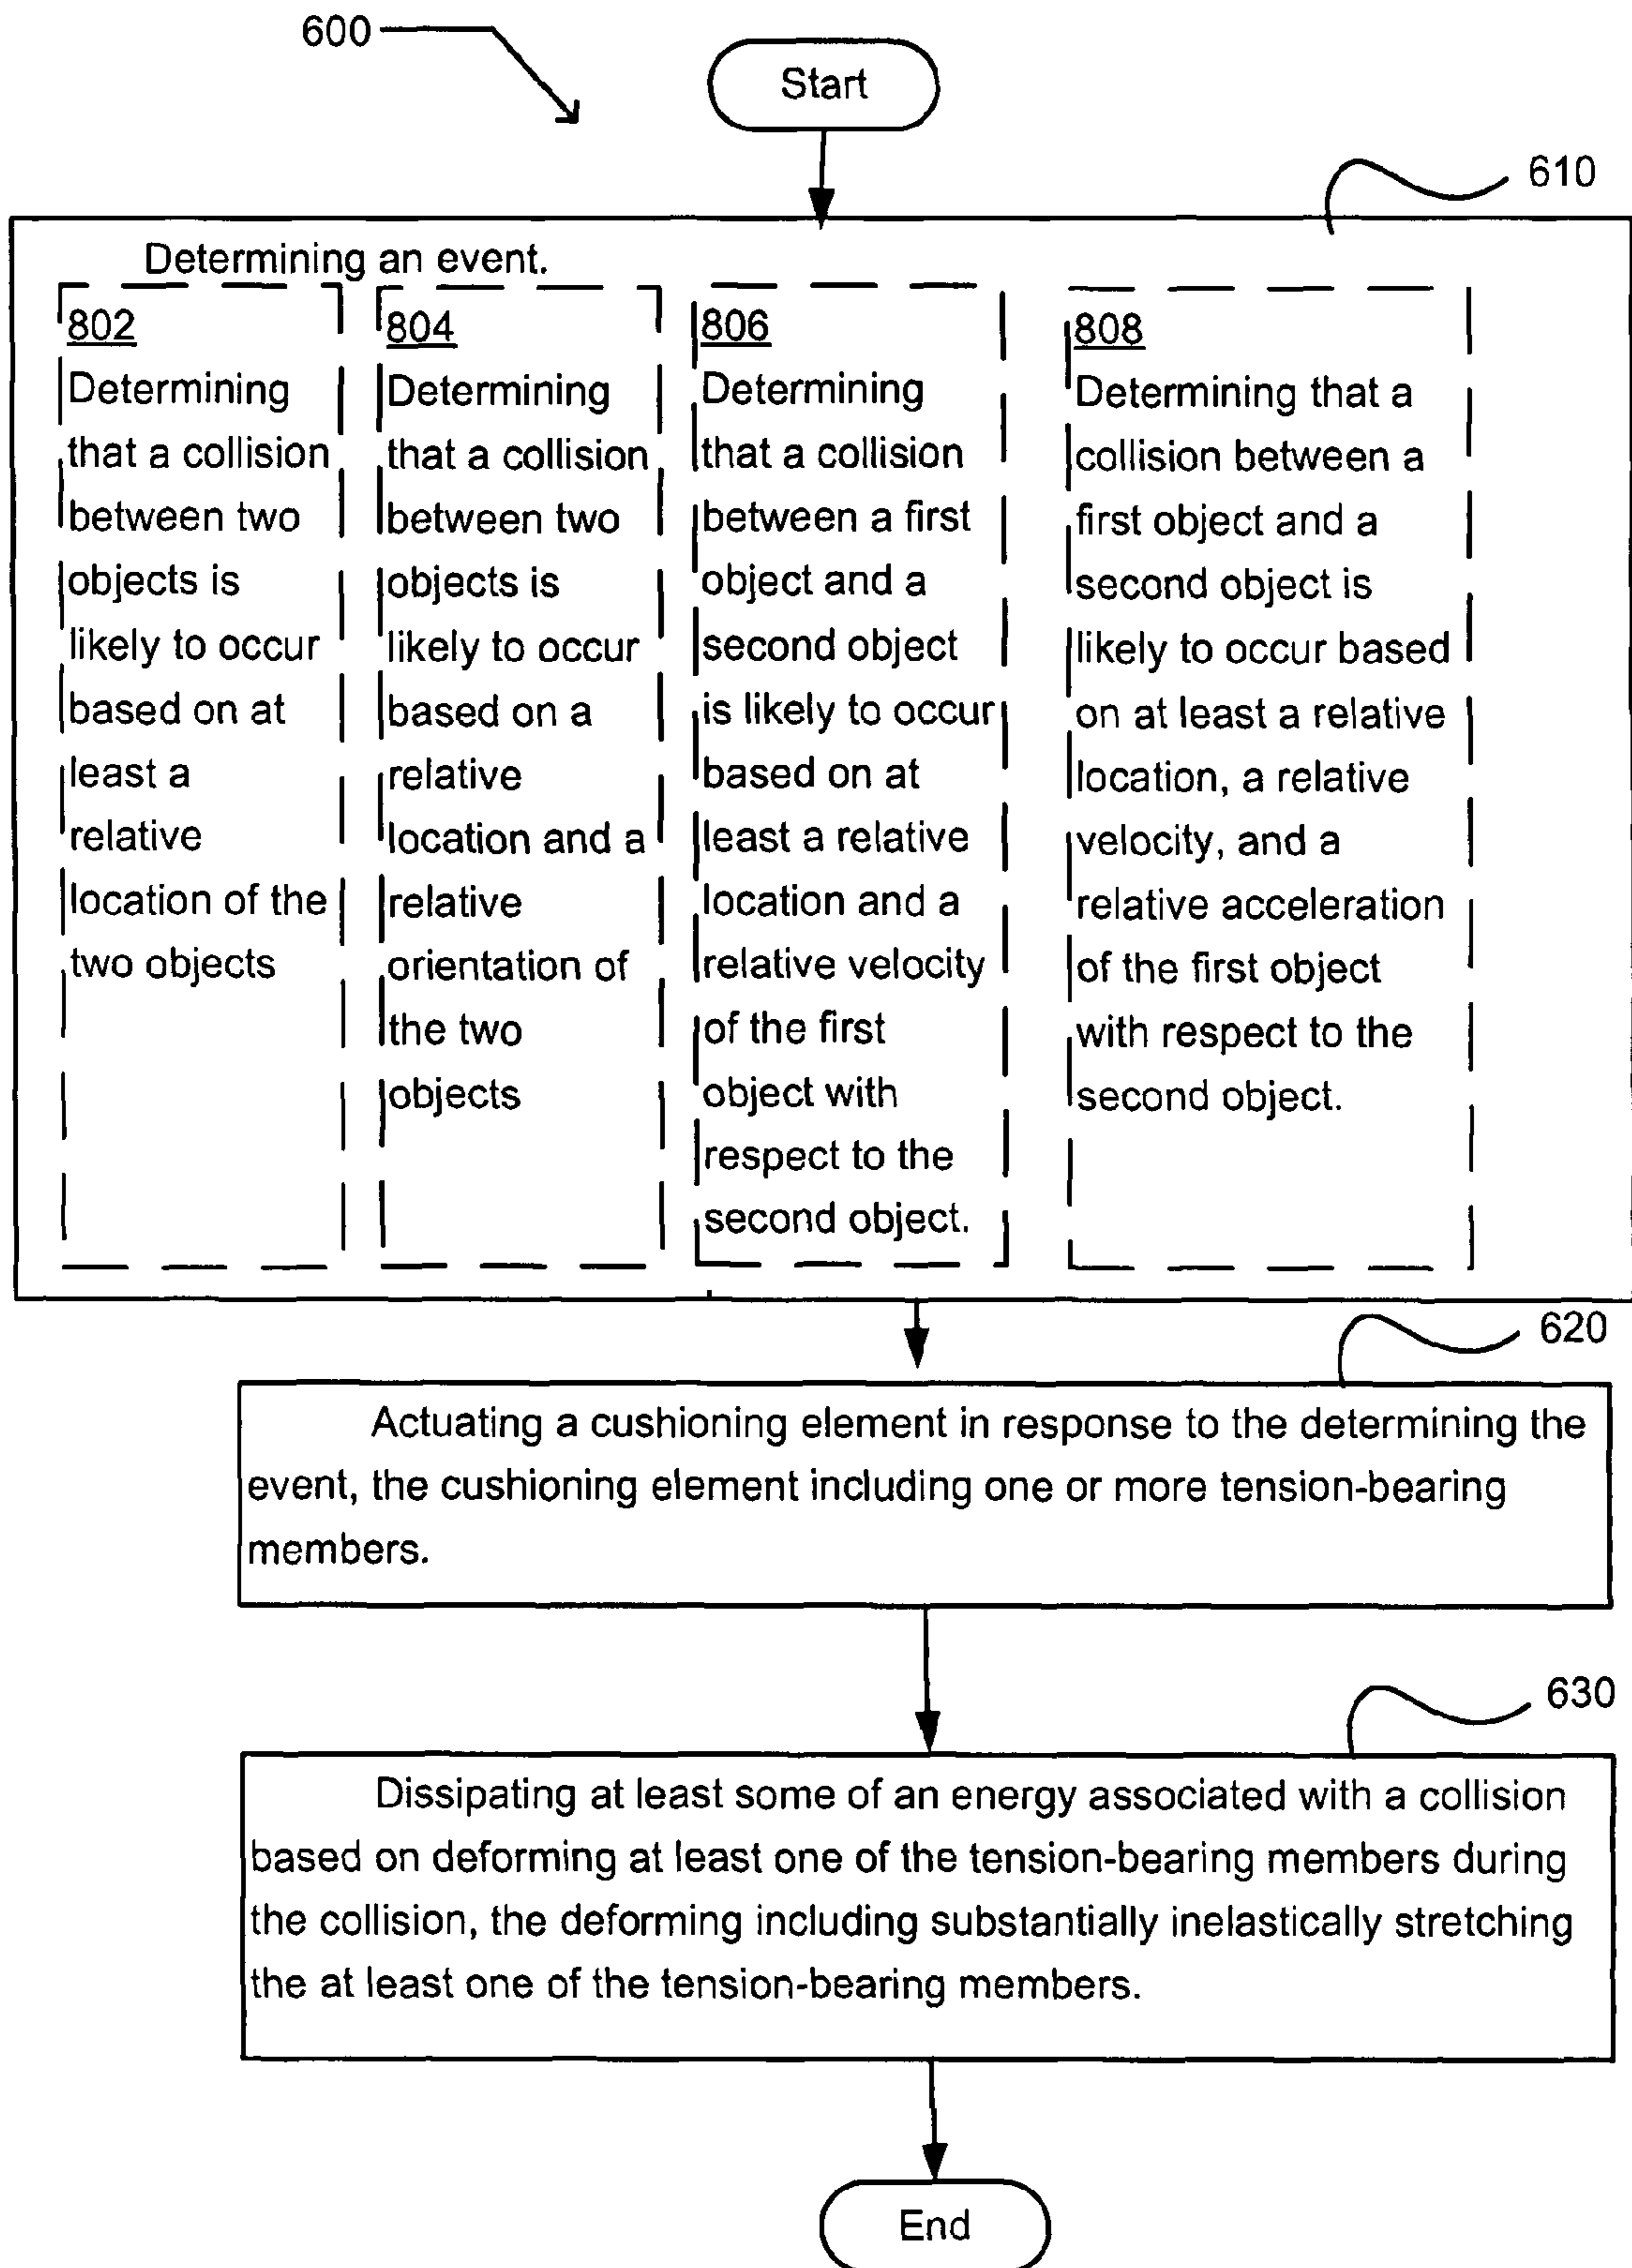 600
Start
610
Determining an event.
802
Determining
that a collision
between two
objects is
likely to occur
based on at
least a
relative
location of the
two objects
804
Determining
that a collision
between two
objects is
likely to occur
based on a
relative
location and a
relative
orientation of
the two
objects
806
Determining
that a collision
between a first
object and a
second object
is likely to occur
based on at
least a relative
location and a
relative velocity
of the first
object with
respect to the
second object.
808
Determining that a
collision between a
first object and a
second object is
likely to occur based
on at least a relative
location, a relative
velocity, and a
relative acceleration
of the first object
with respect to the
second object.
620
Actuating a cushioning element in response to the determining the
event, the cushioning element including one or more tension-bearing
members.
630
Dissipating at least some of an energy associated with a collision
based on deforming at least one of the tension-bearing members during
the collision, the deforming including substantially inelastically stretching
the at least one of the tension-bearing members.
End